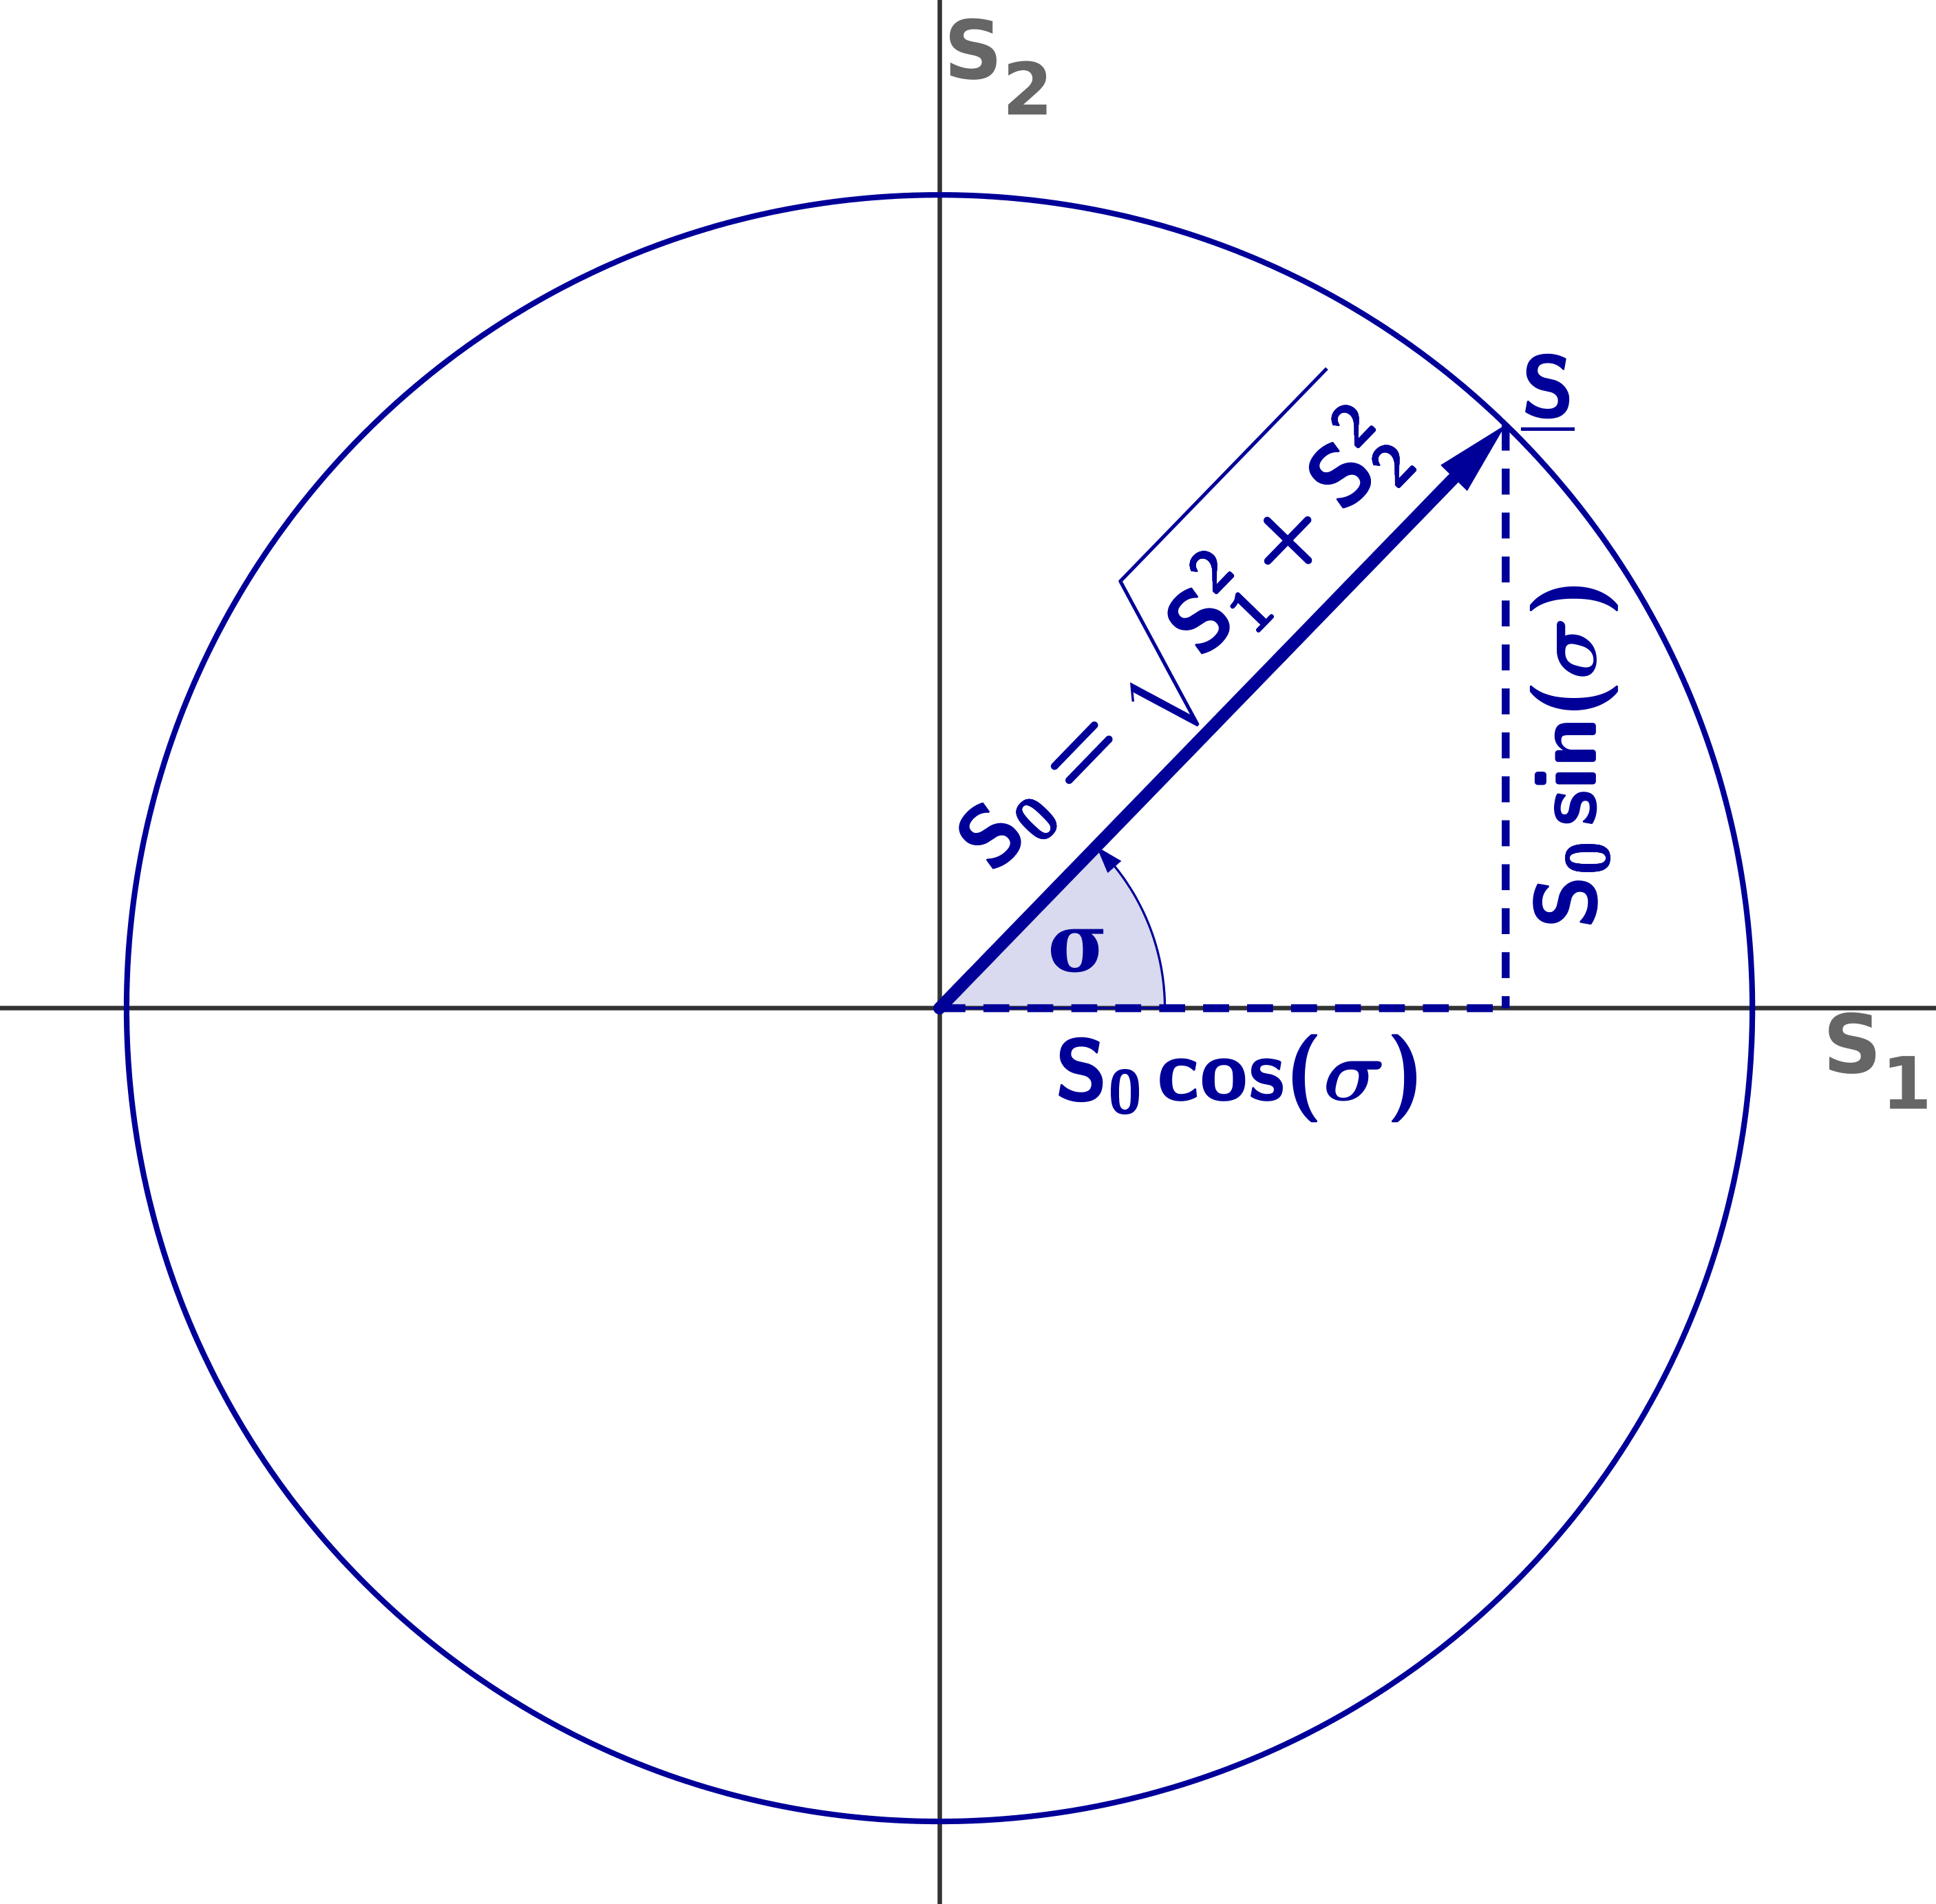 S₂
S
S₀ = √S₁² + S₂²
S₀ sin(σ)
σ
S₀ cos(σ)
S₁